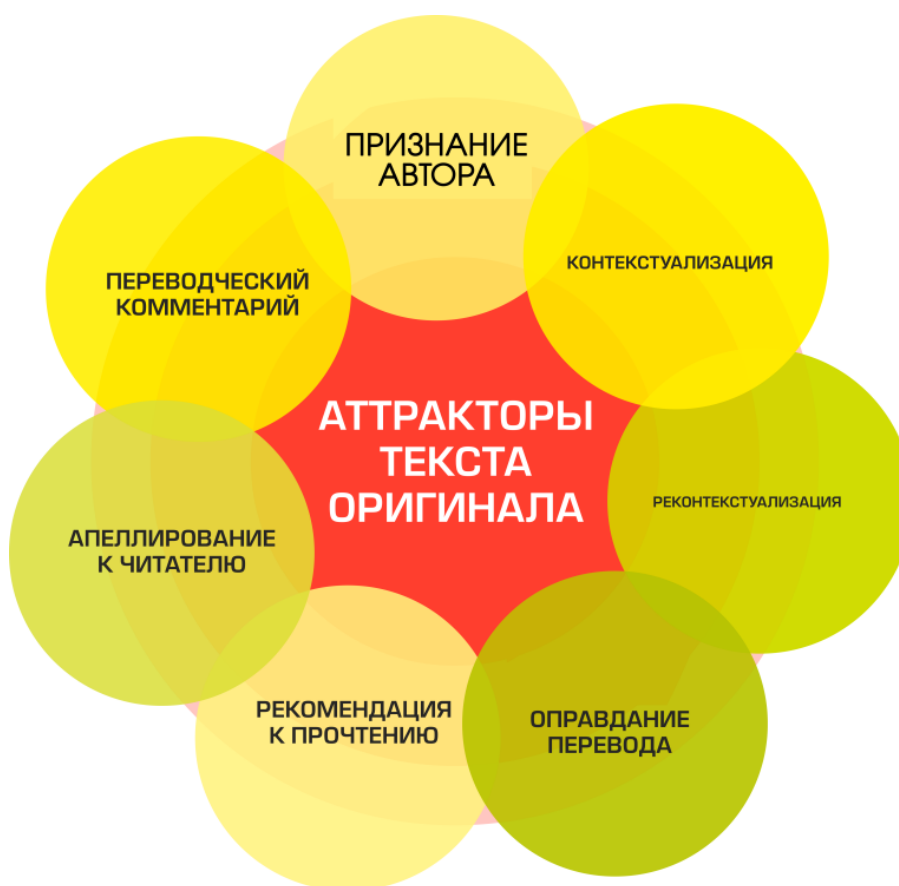 ПРИЗНАНИЕ
АВТОРА
КОНТЕКСТУАЛИЗАЦИЯ
ПЕРЕВОДЧЕСКИЙ
КОММЕНТАРИЙ
АТТРАКТОРЫ
ТЕКСТА
ОРИГИНАЛА
РЕКОНТЕКСТУАЛИЗАЦИЯ
АПЕЛЛИРОВАНИЕ
К ЧИТАТЕЛЮ
РЕКОМЕНДАЦИЯ
К ПРОЧТЕНИЮ
ОПРАВДАНИЕ
ПЕРЕВОДА